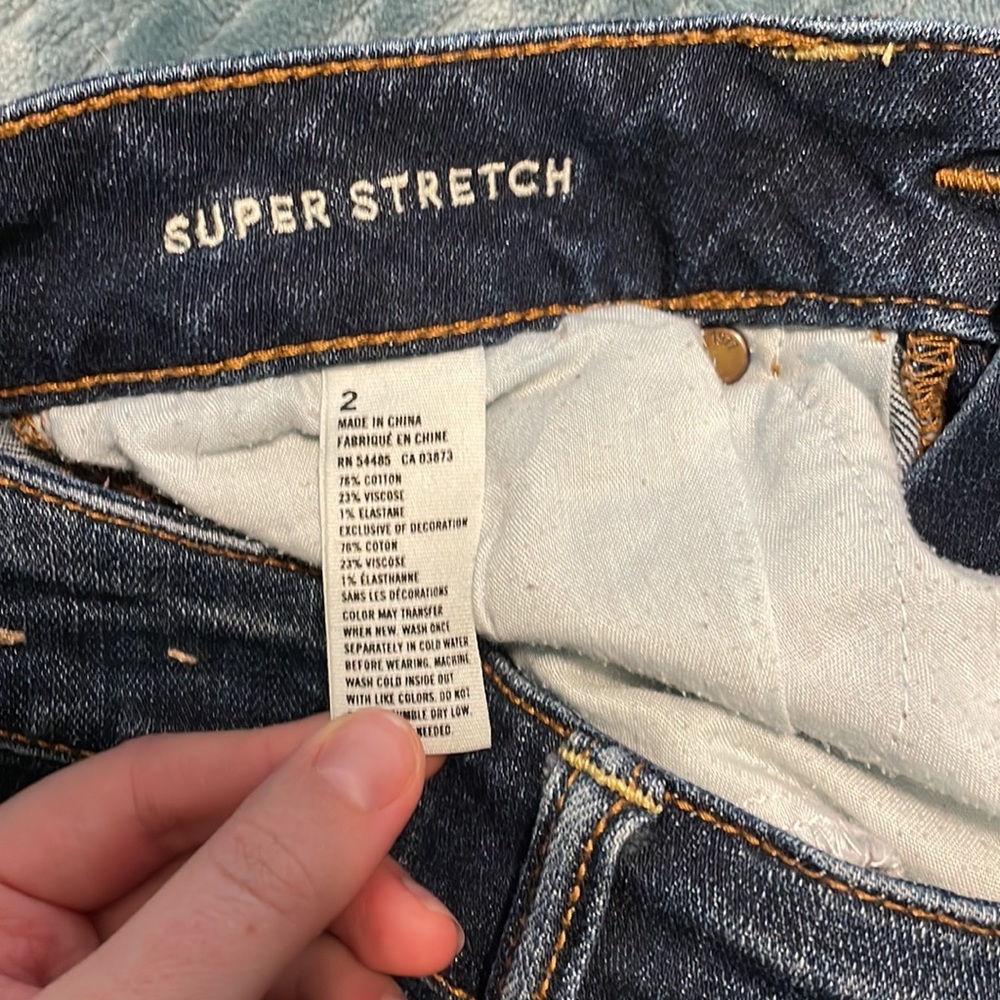 SUPER STRETCH
2
MADE IN CHINA
FABRIQUÉ EN CHINE
RN 54485 CA 03873
76% COTTON
23% VISCOSE
1% ELASTANE
EXCLUSIVE OF DECORATION
76% COTON
23% VISCOSE
1% ÉLASTHANNE
SANS LES DÉCORATIONS
COLOR MAY TRANSFER
WHEN NEW. WASH ONCE
SEPARATELY IN COLD WATER
BEFORE WEARING. MACHINE
WASH COLD INSIDE OUT
WITH LIKE COLORS. DO NOT
DRY LOW.
NEEDED